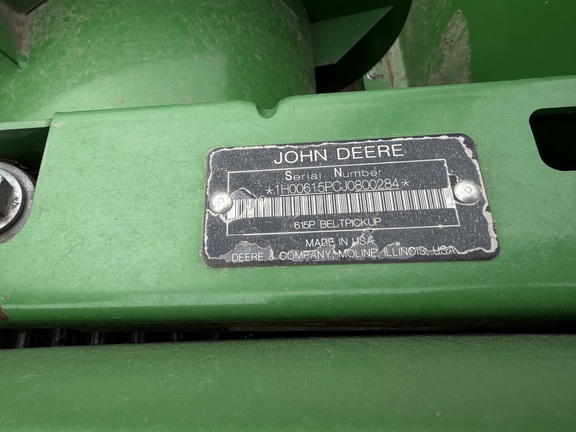 JOHN DEERE
Serial Number
*1H00615PCJ0800284*
615P BELTPICKUP
MADE IN USA
DEERE & COMPANY, MOLINE, ILLINOIS, USA